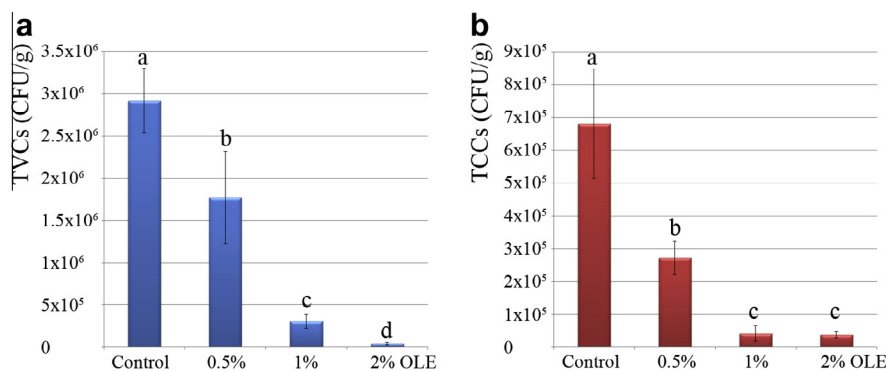 a
TVCs (CFU/g)
3.5x10⁶
3x10⁶
2.5x10⁶
2x10⁶
1.5x10⁶
1x10⁶
5x10⁵
0
a
b
c
d
Control 0.5% 1% 2% OLE
b
TCCs (CFU/g)
9x10⁵
8x10⁵
7x10⁵
6x10⁵
5x10⁵
4x10⁵
3x10⁵
2x10⁵
1x10⁵
0
a
b
c
c
Control 0.5% 1% 2% OLE